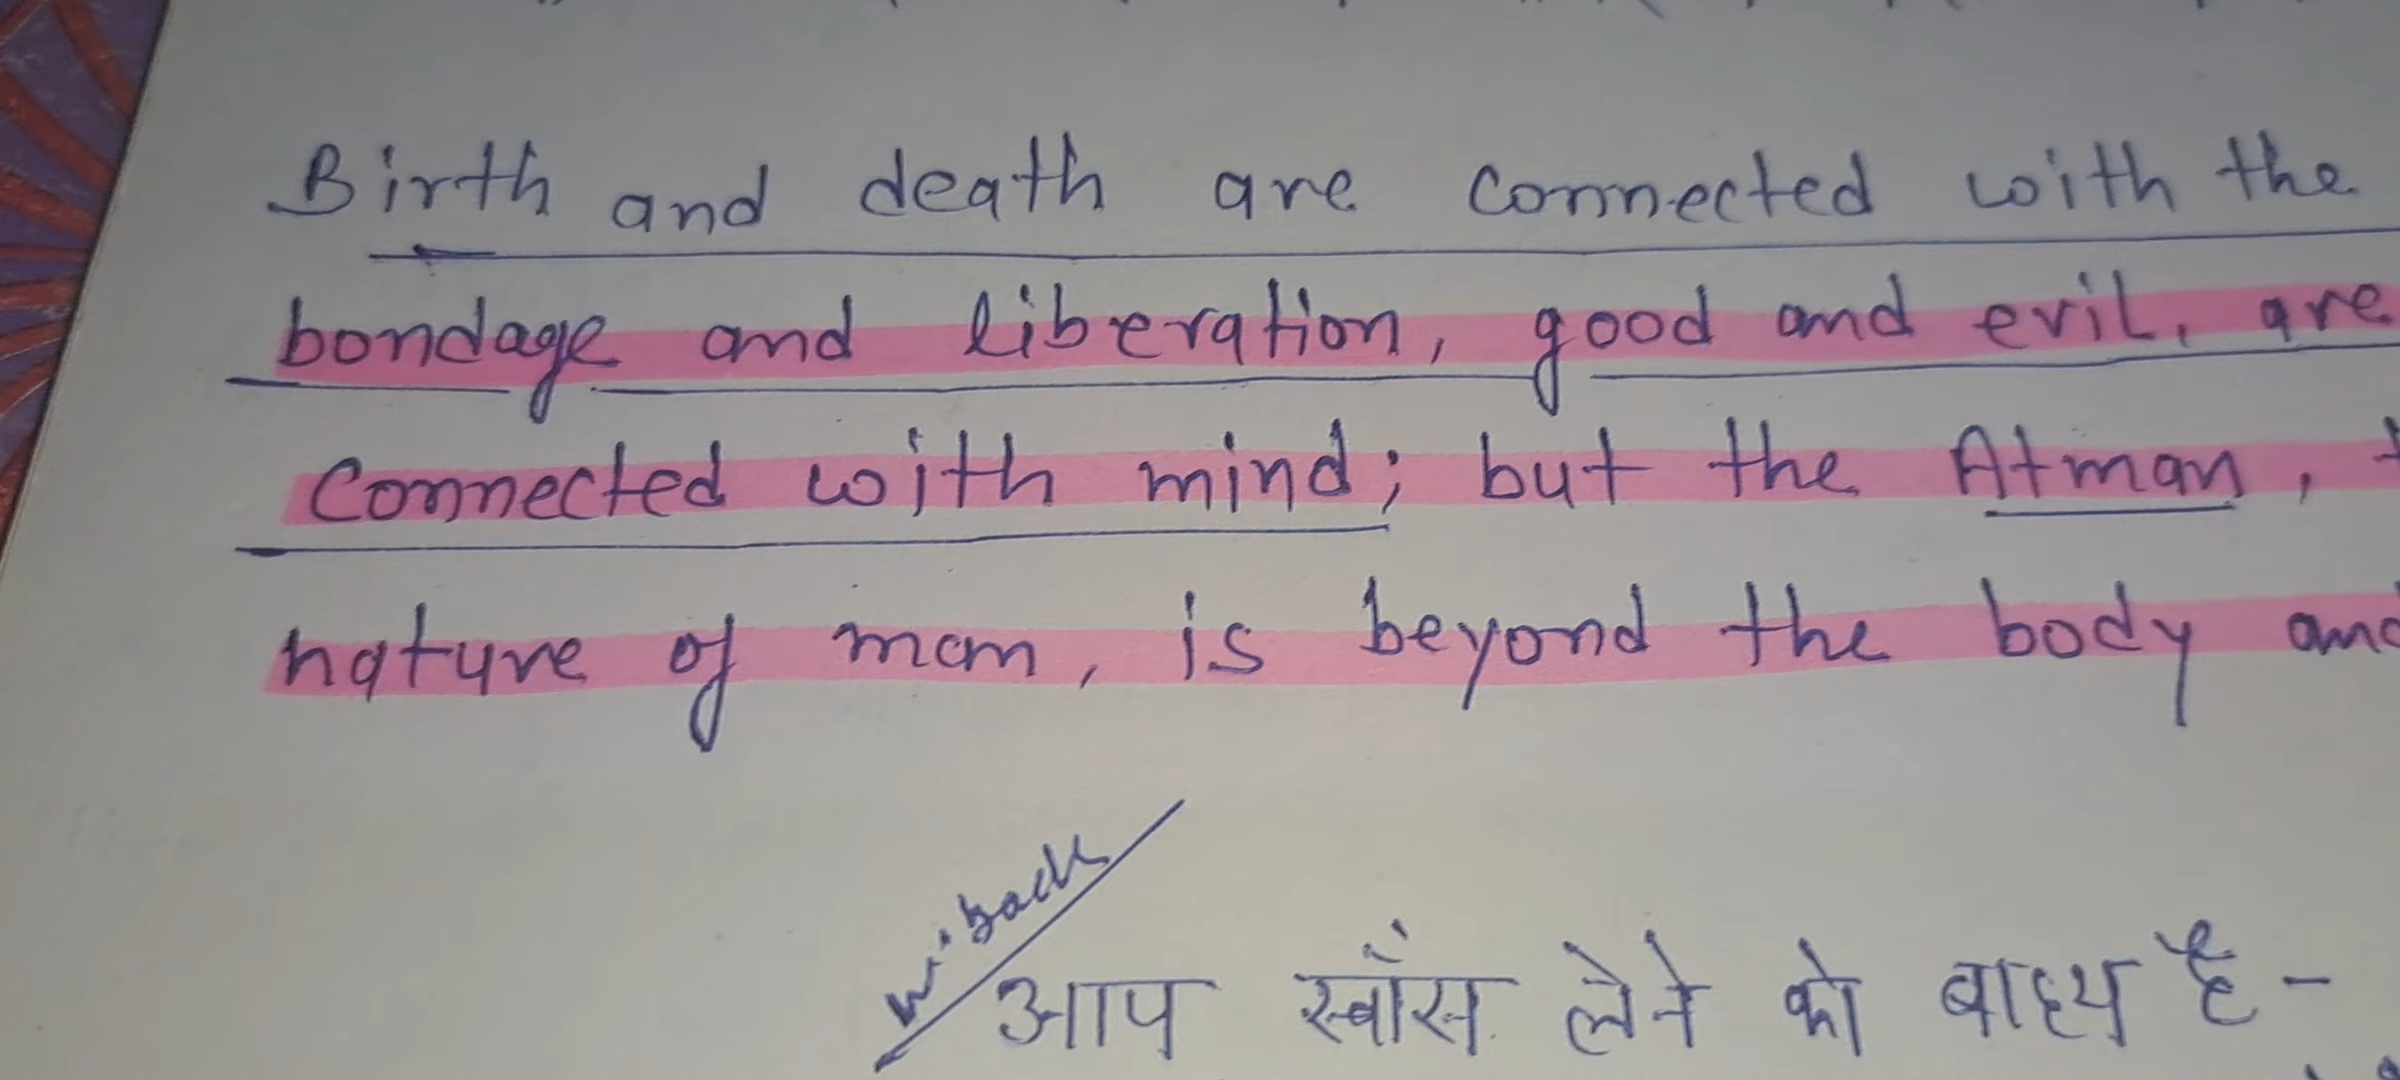 Birth and death are connected with the
bondage and liberation, good and evil, are
Connected with mind; but the Atman,
nature of man, is beyond the body and
आप स्वाँस लेने को बाध्य है -